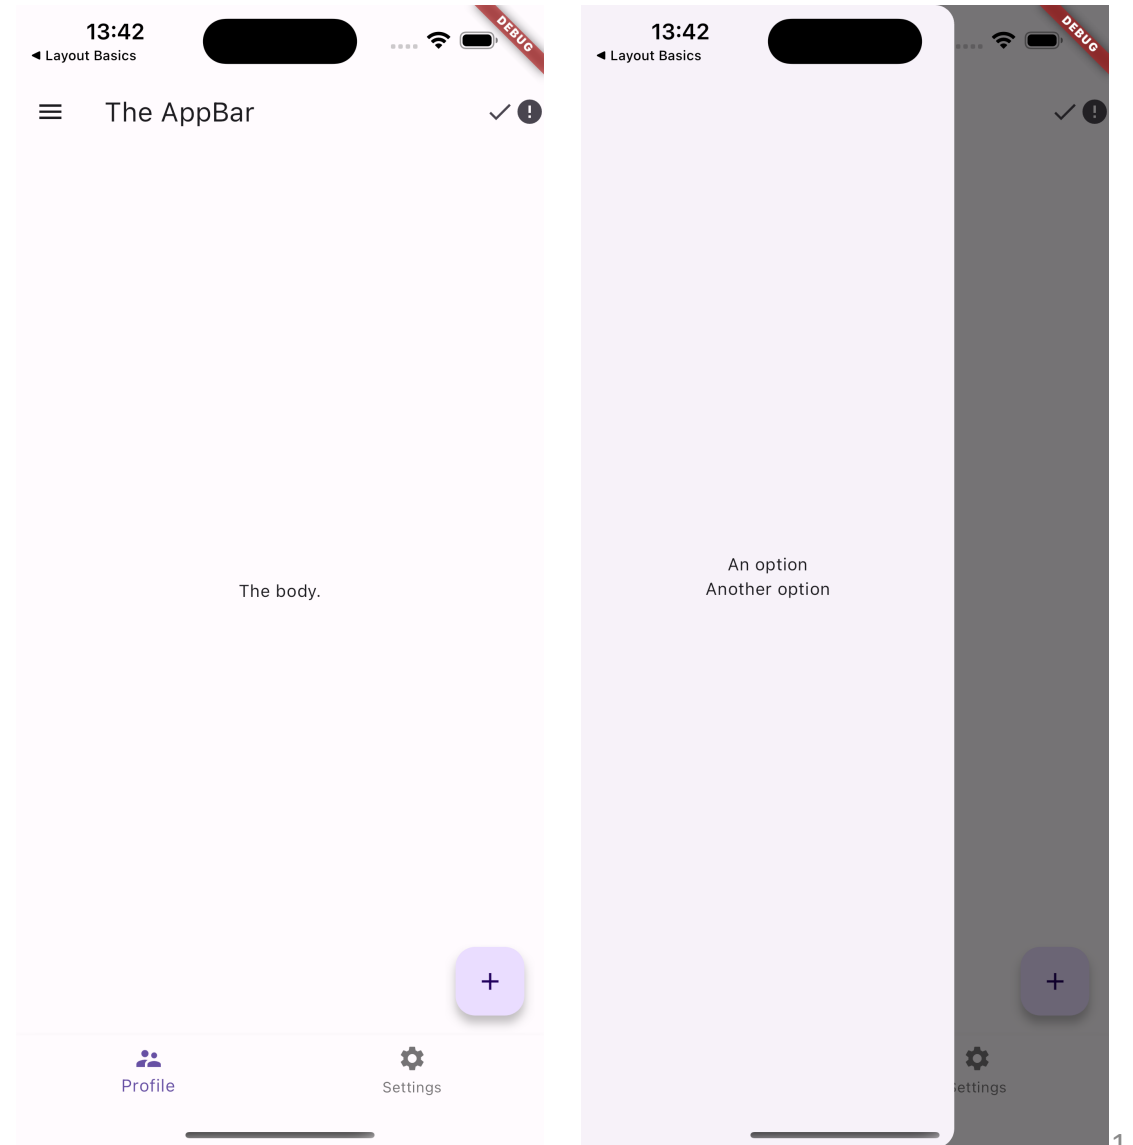 13:42
◀ Layout Basics
DEBUG
The AppBar
The body.
Profile
Settings
13:42
◀ Layout Basics
DEBUG
An option
Another option
ettings